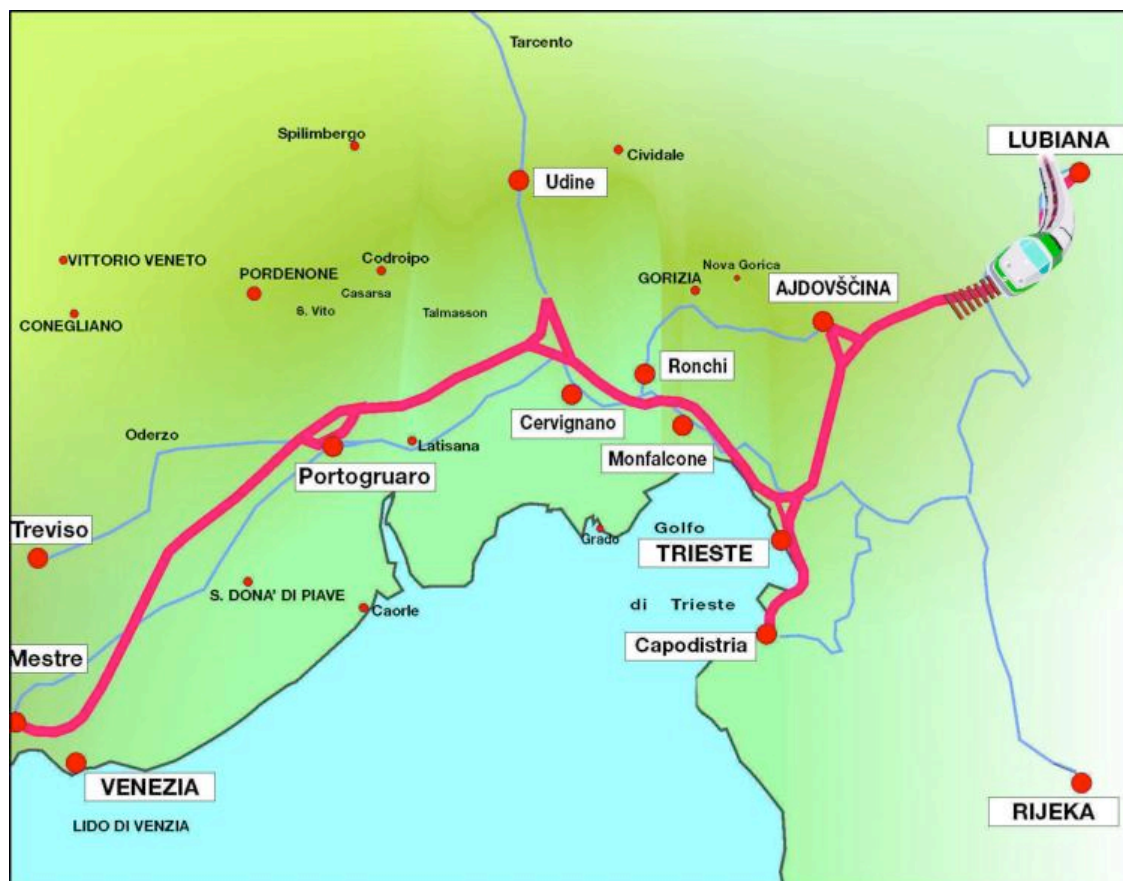 Tarcento
Spilimbergo
Cividale
LUBIANA
Udine
VITTORIO VENETO
Codroipo
PORDENONE
Casarsa
S. Vito
Talmasson
Nova Gorica
GORIZIA
AJDOVŠČINA
CONEGLIANO
Ronchi
Cervignano
Oderzo
Latisana
Monfalcone
Portogruaro
Treviso
Grado
Golfo
TRIESTE
S. DONA' DI PIAVE
Caorle
di Trieste
Capodistria
Mestre
VENEZIA
RIJEKA
LIDO DI VENZIA